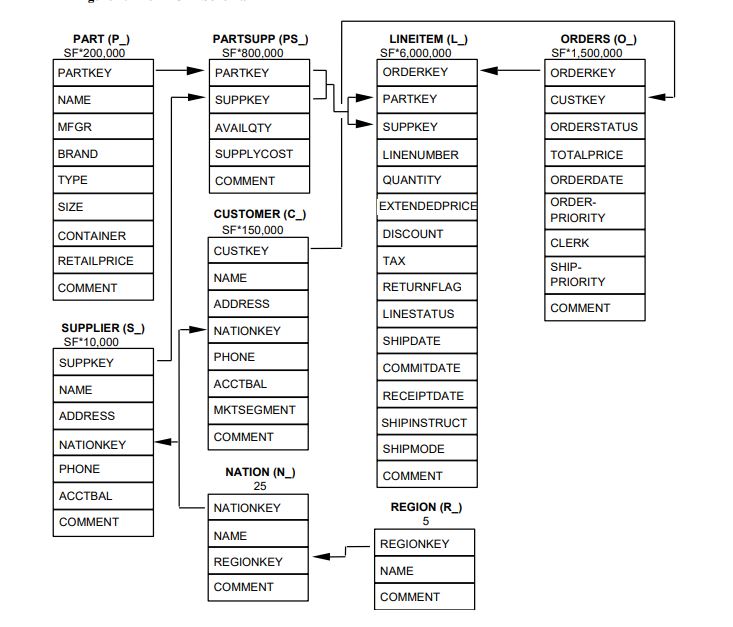 PART (P_)
SF*200,000
PARTKEY
NAME
MFGR
BRAND
TYPE
SIZE
CONTAINER
RETAILPRICE
COMMENT
SUPPLIER (S_)
SF*10,000
SUPPKEY
NAME
ADDRESS
NATIONKEY
PHONE
ACCTBAL
COMMENT
PARTSUPP (PS_)
SF*800,000
PARTKEY
SUPPKEY
AVAILQTY
SUPPLYCOST
COMMENT
CUSTOMER (C_)
SF*150,000
CUSTKEY
NAME
ADDRESS
NATIONKEY
PHONE
ACCTBAL
MKTSEGMENT
COMMENT
NATION (N_)
25
NATIONKEY
NAME
REGIONKEY
COMMENT
LINEITEM (L_)
SF*6,000,000
ORDERKEY
PARTKEY
SUPPKEY
LINENUMBER
QUANTITY
EXTENDEDPRICE
DISCOUNT
TAX
RETURNFLAG
LINESTATUS
SHIPDATE
COMMITDATE
RECEIPTDATE
SHIPINSTRUCT
SHIPMODE
COMMENT
REGION (R_)
5
REGIONKEY
NAME
COMMENT
ORDERS (O_)
SF*1,500,000
ORDERKEY
CUSTKEY
ORDERSTATUS
TOTALPRICE
ORDERDATE
ORDER-
PRIORITY
CLERK
SHIP-
PRIORITY
COMMENT